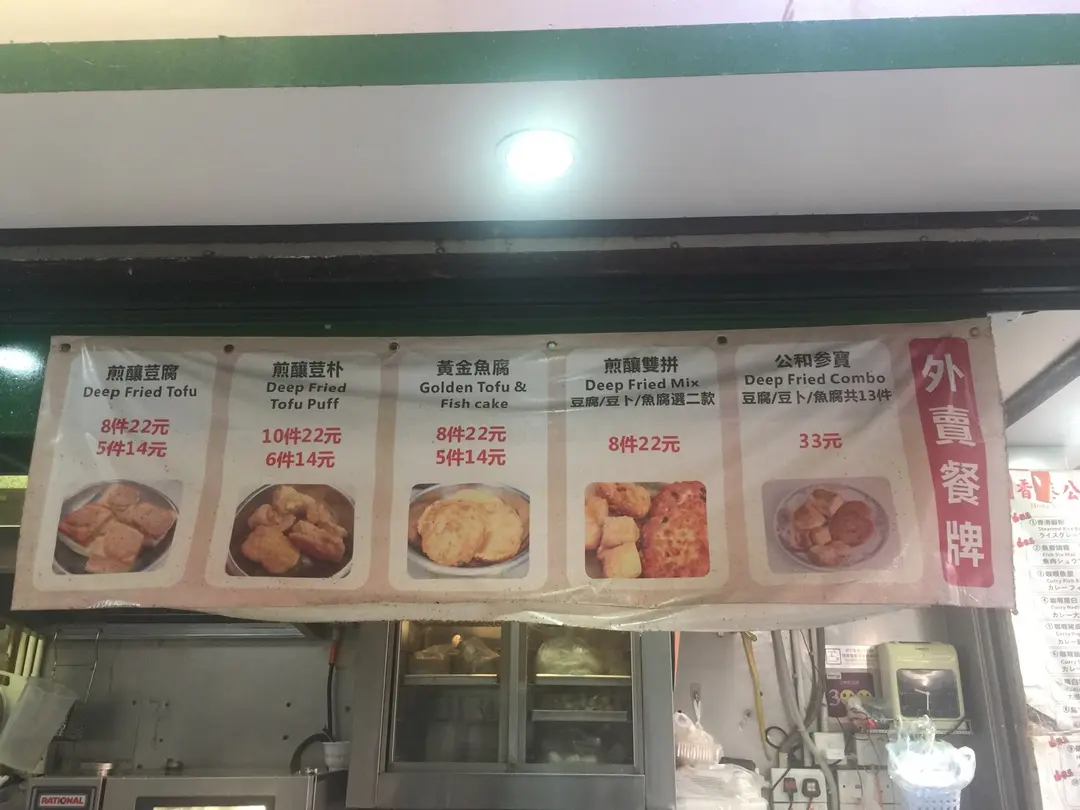 煎釀荳腐
Deep Fried Tofu
8件22元
5件14元
煎釀荳朴
Deep Fried
Tofu Puff
10件22元
6件14元
黃金魚腐
Golden Tofu &
Fish cake
8件22元
5件14元
煎釀雙拼
Deep Fried Mix
豆腐/豆卜/魚腐選二款
8件22元
公和參寶
Deep Fried Combo
豆腐/豆卜/魚腐共13件
33元
外賣餐牌
RATIONAL